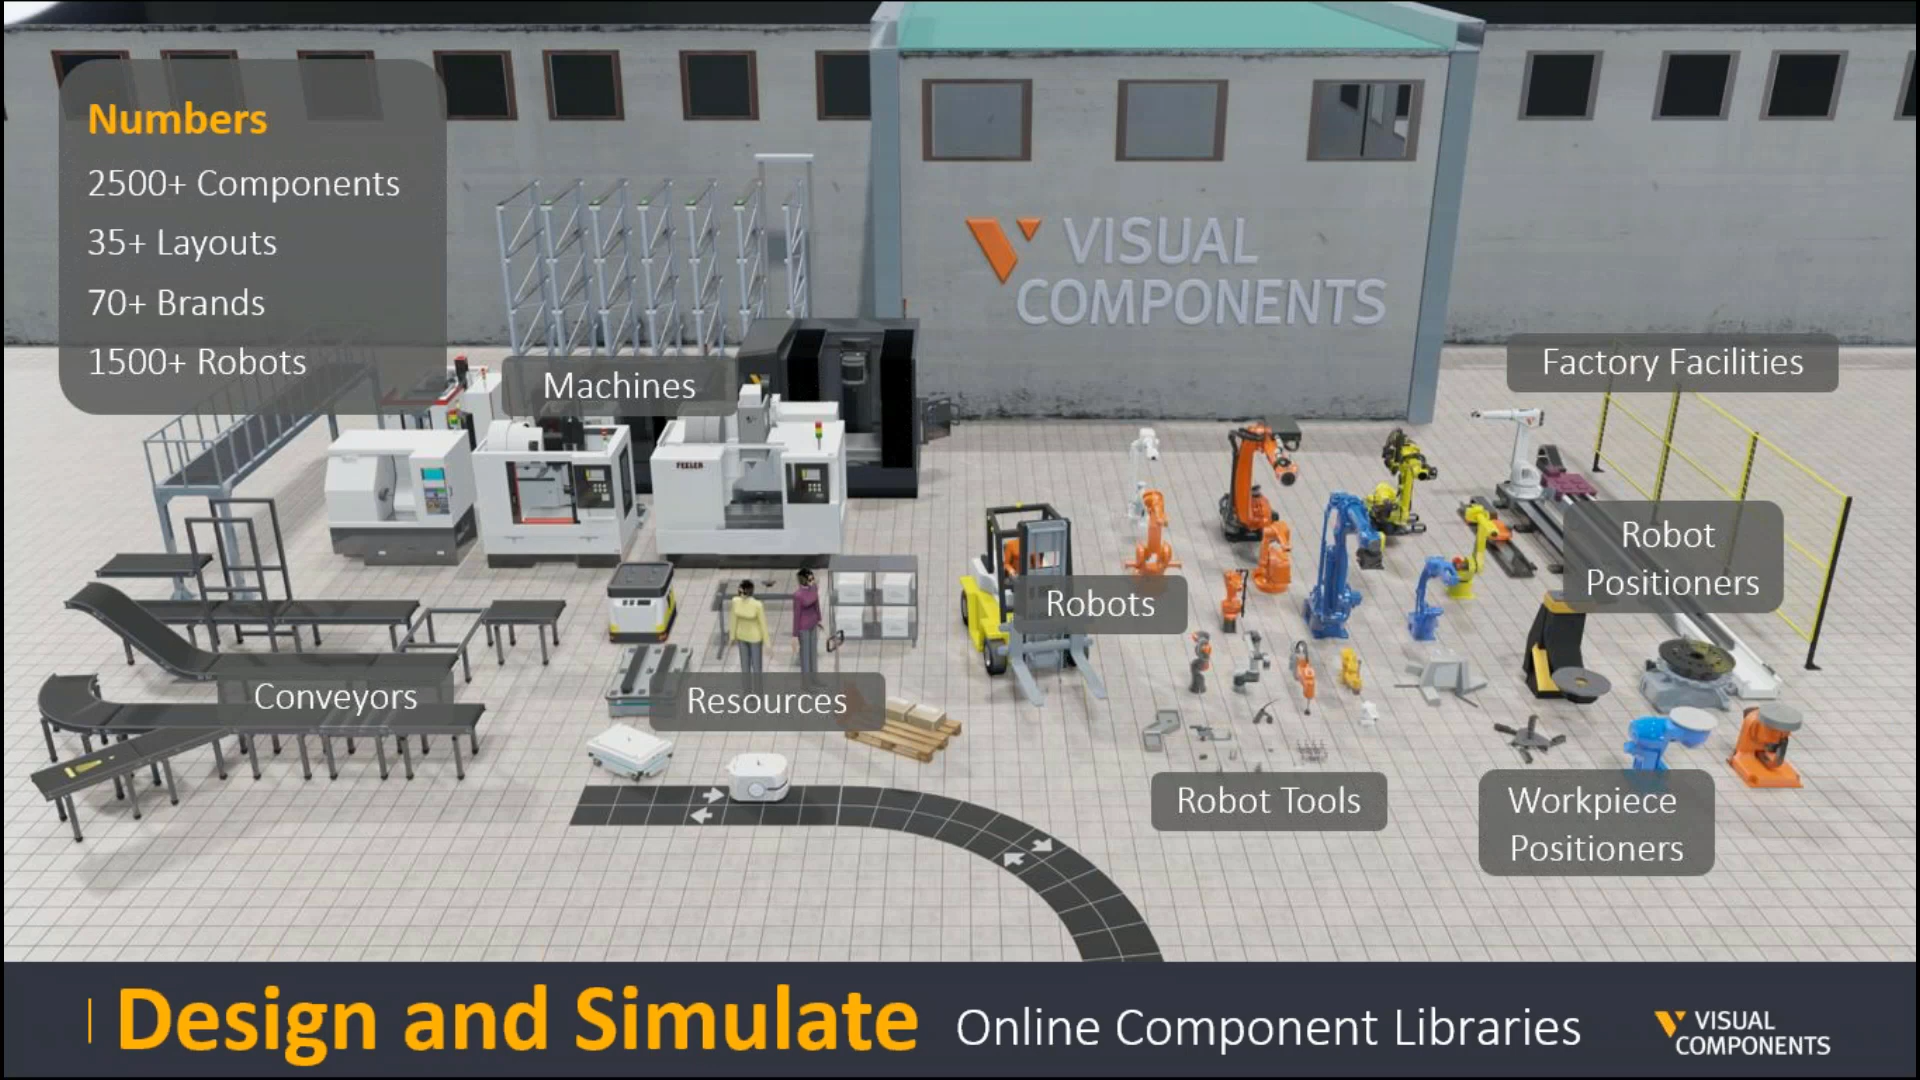 Numbers
2500+ Components
35+ Layouts
70+ Brands
1500+ Robots
VISUAL
COMPONENTS
Factory Facilities
Machines
FEELER
Robot
Positioners
Robots
Conveyors
Resources
Robot Tools
Workpiece
Positioners
Design and Simulate Online Component Libraries
VISUAL
COMPONENTS